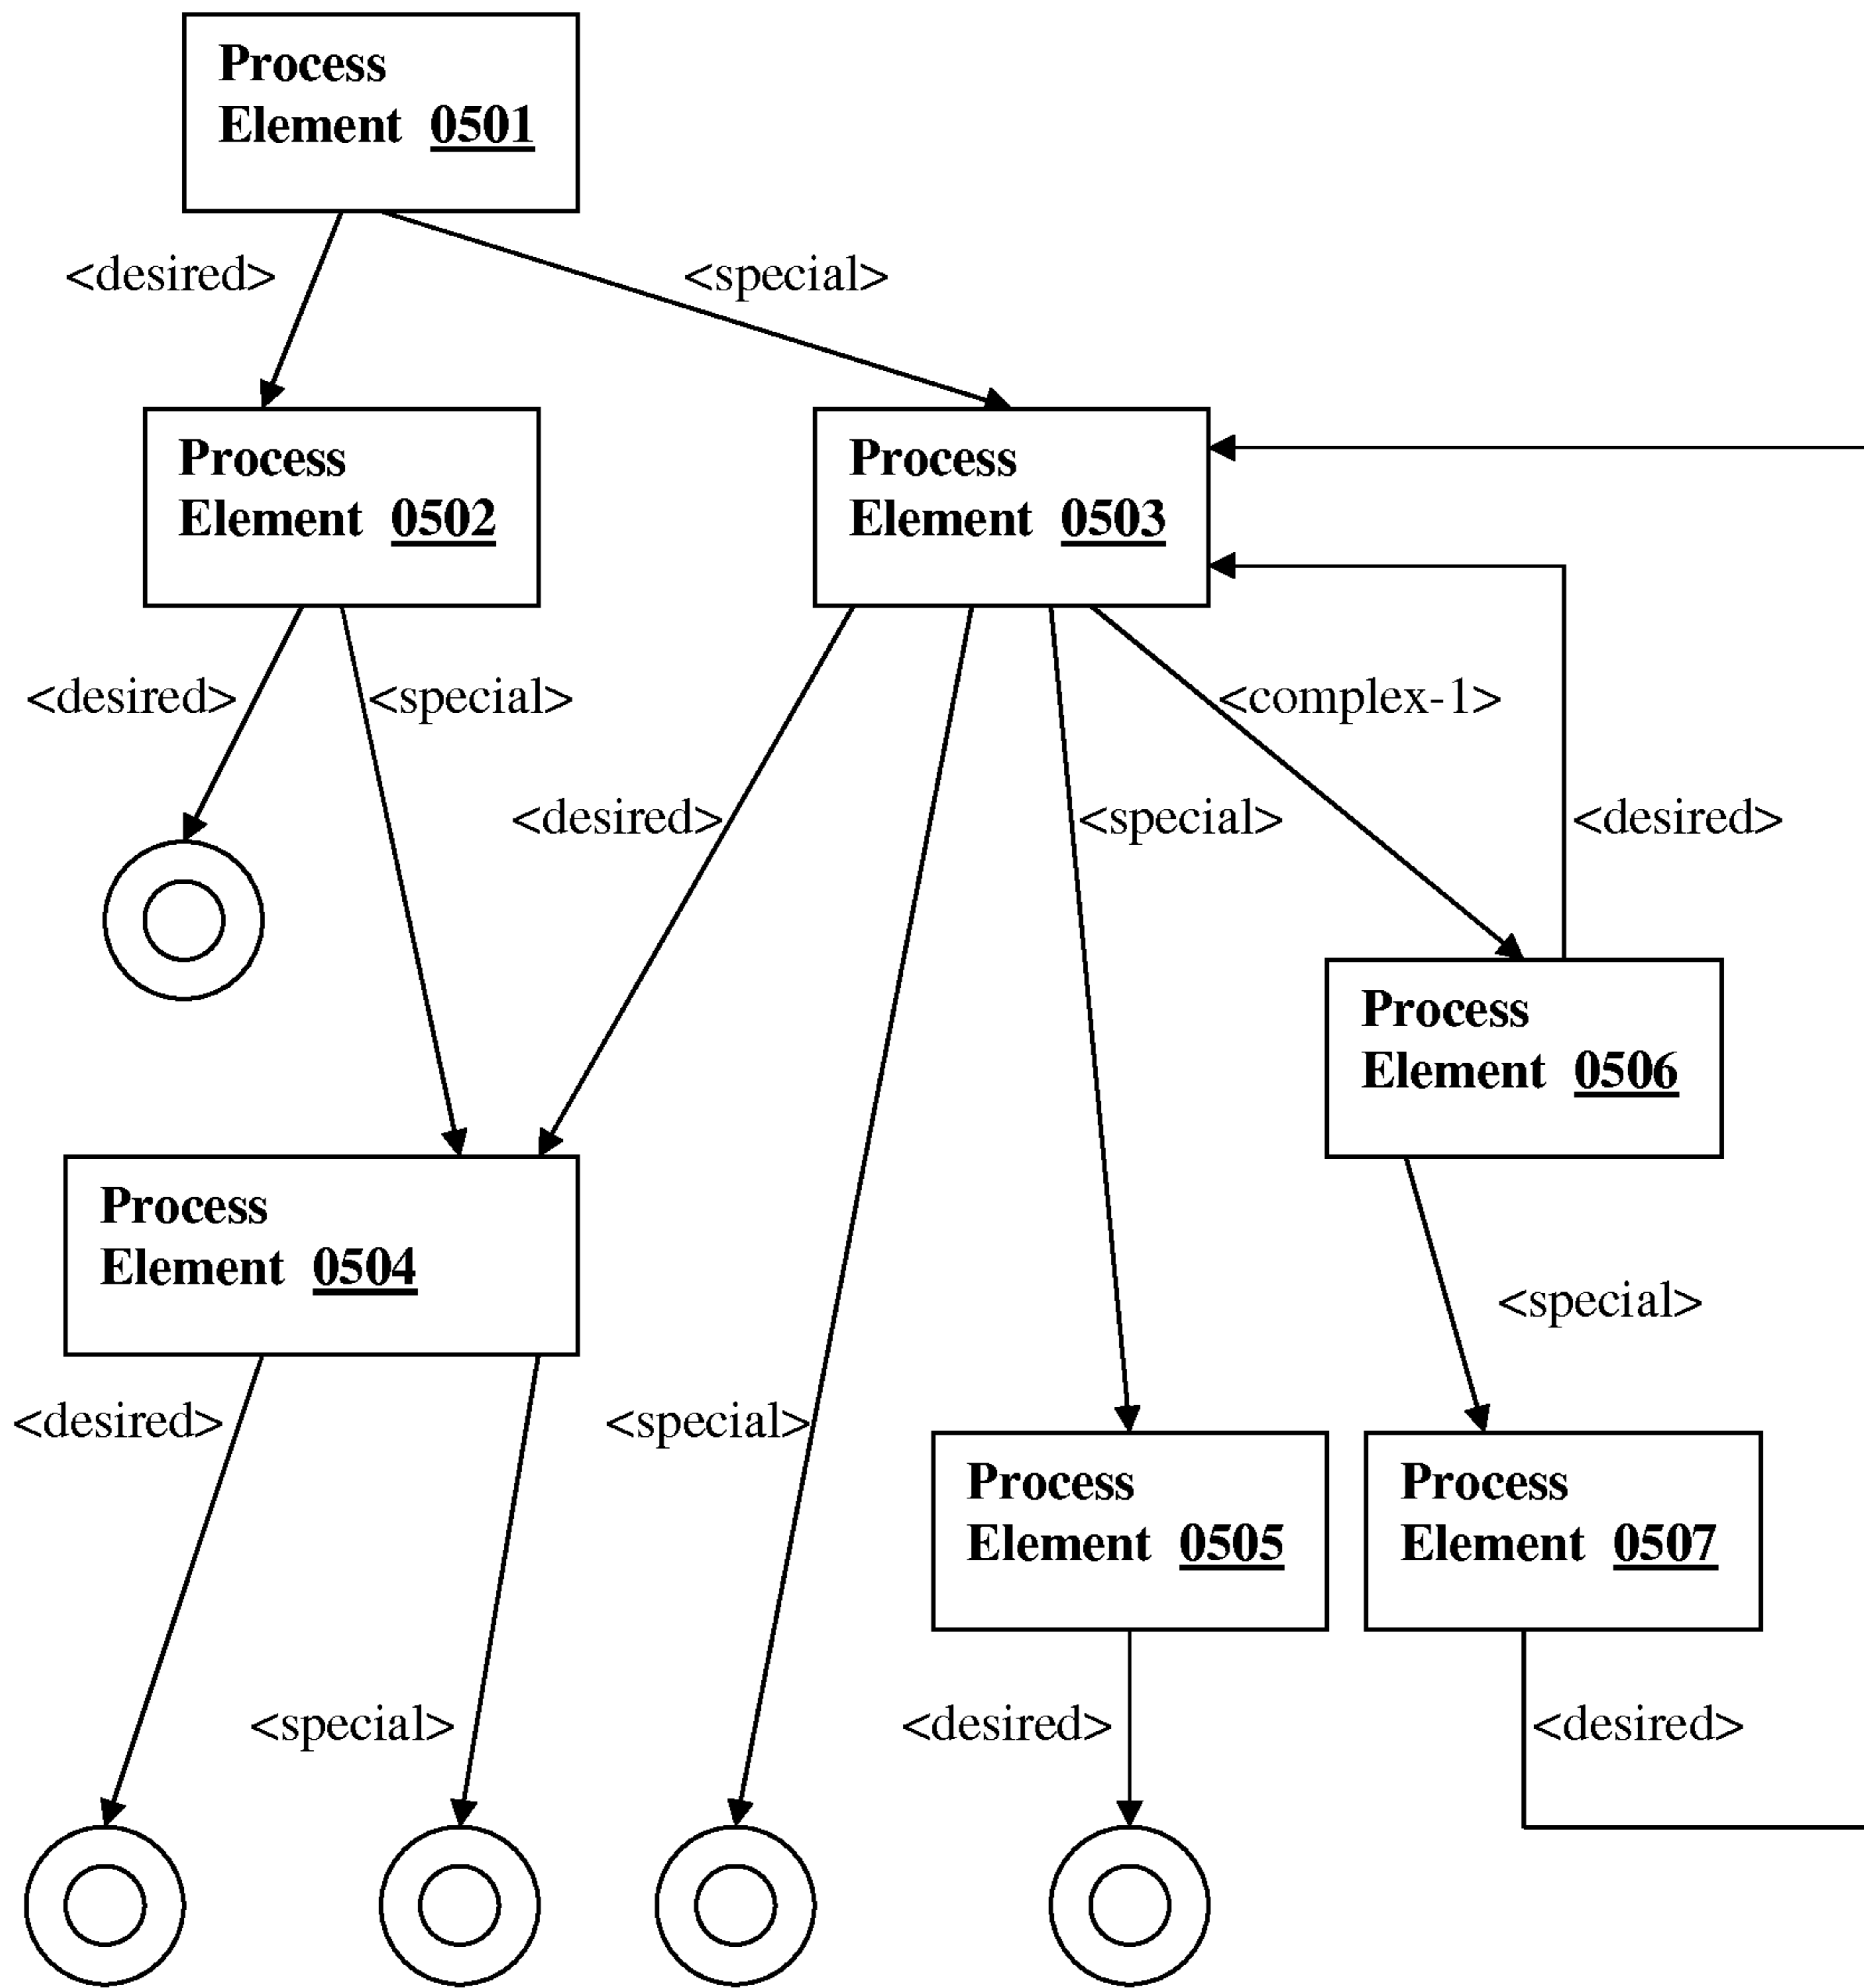 Process
Element 0501
<desired>
<special>
Process
Element 0502
Process
Element 0503
<desired>
<special>
<complex-1>
<desired>
<special>
<desired>
Process
Element 0506
Process
Element 0504
<special>
<desired>
<special>
Process
Element 0505
Process
Element 0507
<special>
<desired>
<desired>